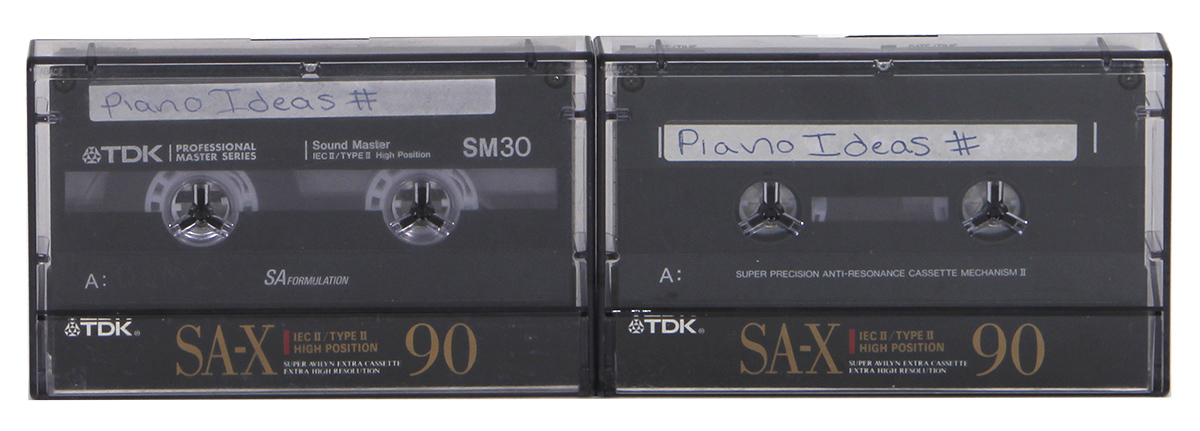 Piano Ideas #
TDK PROFESSIONAL MASTER SERIES
Sound Master
IEC II/TYPE II High Position
SM30
A:
SA FORMULATION
TDK
SA-X
IEC II/TYPE II
HIGH POSITION
90
SUPER AVILYN EXTRA CASSETTE
EXTRA HIGH RESOLUTION
Piano Ideas #
A:
SUPER PRECISION ANTI-RESONANCE CASSETTE MECHANISM II
TDK
SA-X
IEC II/TYPE II
HIGH POSITION
90
SUPER AVILYN EXTRA CASSETTE
EXTRA HIGH RESOLUTION